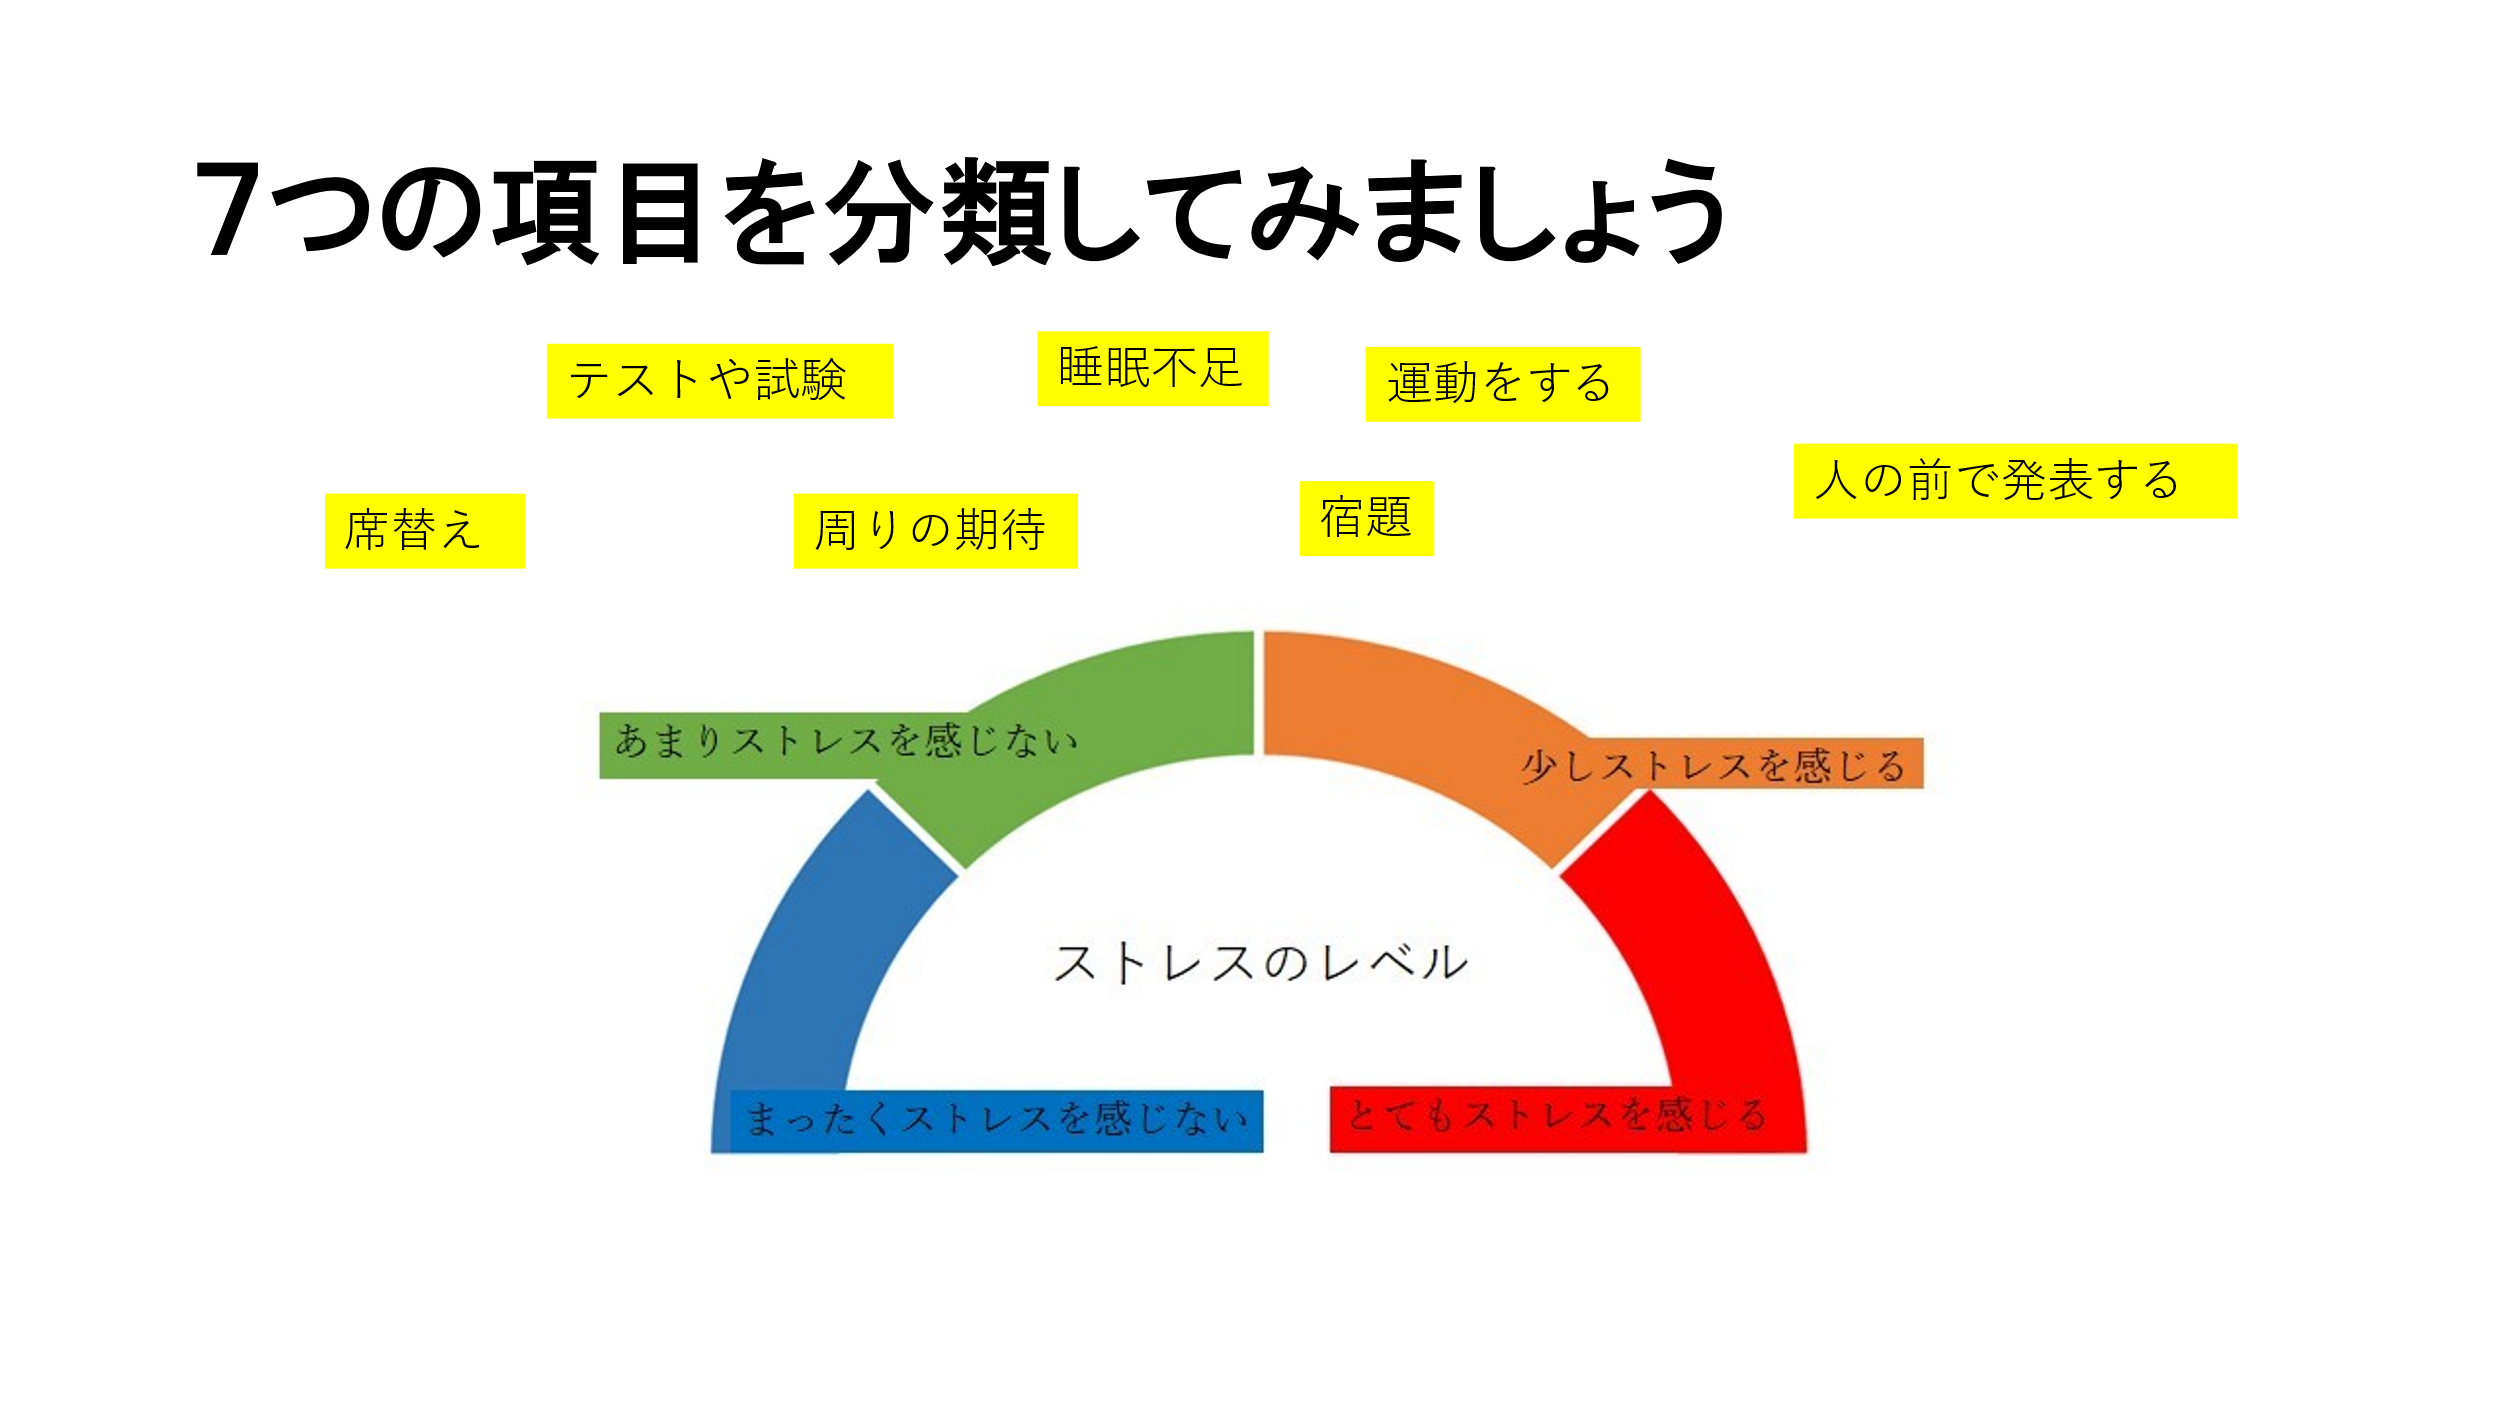 7つの項目を分類してみましょう
テストや試験
睡眠不足
運動をする
人の前で発表する
席替え
周りの期待
宿題
あまりストレスを感じない
少しストレスを感じる
ストレスのレベル
まったくストレスを感じない
とてもストレスを感じる